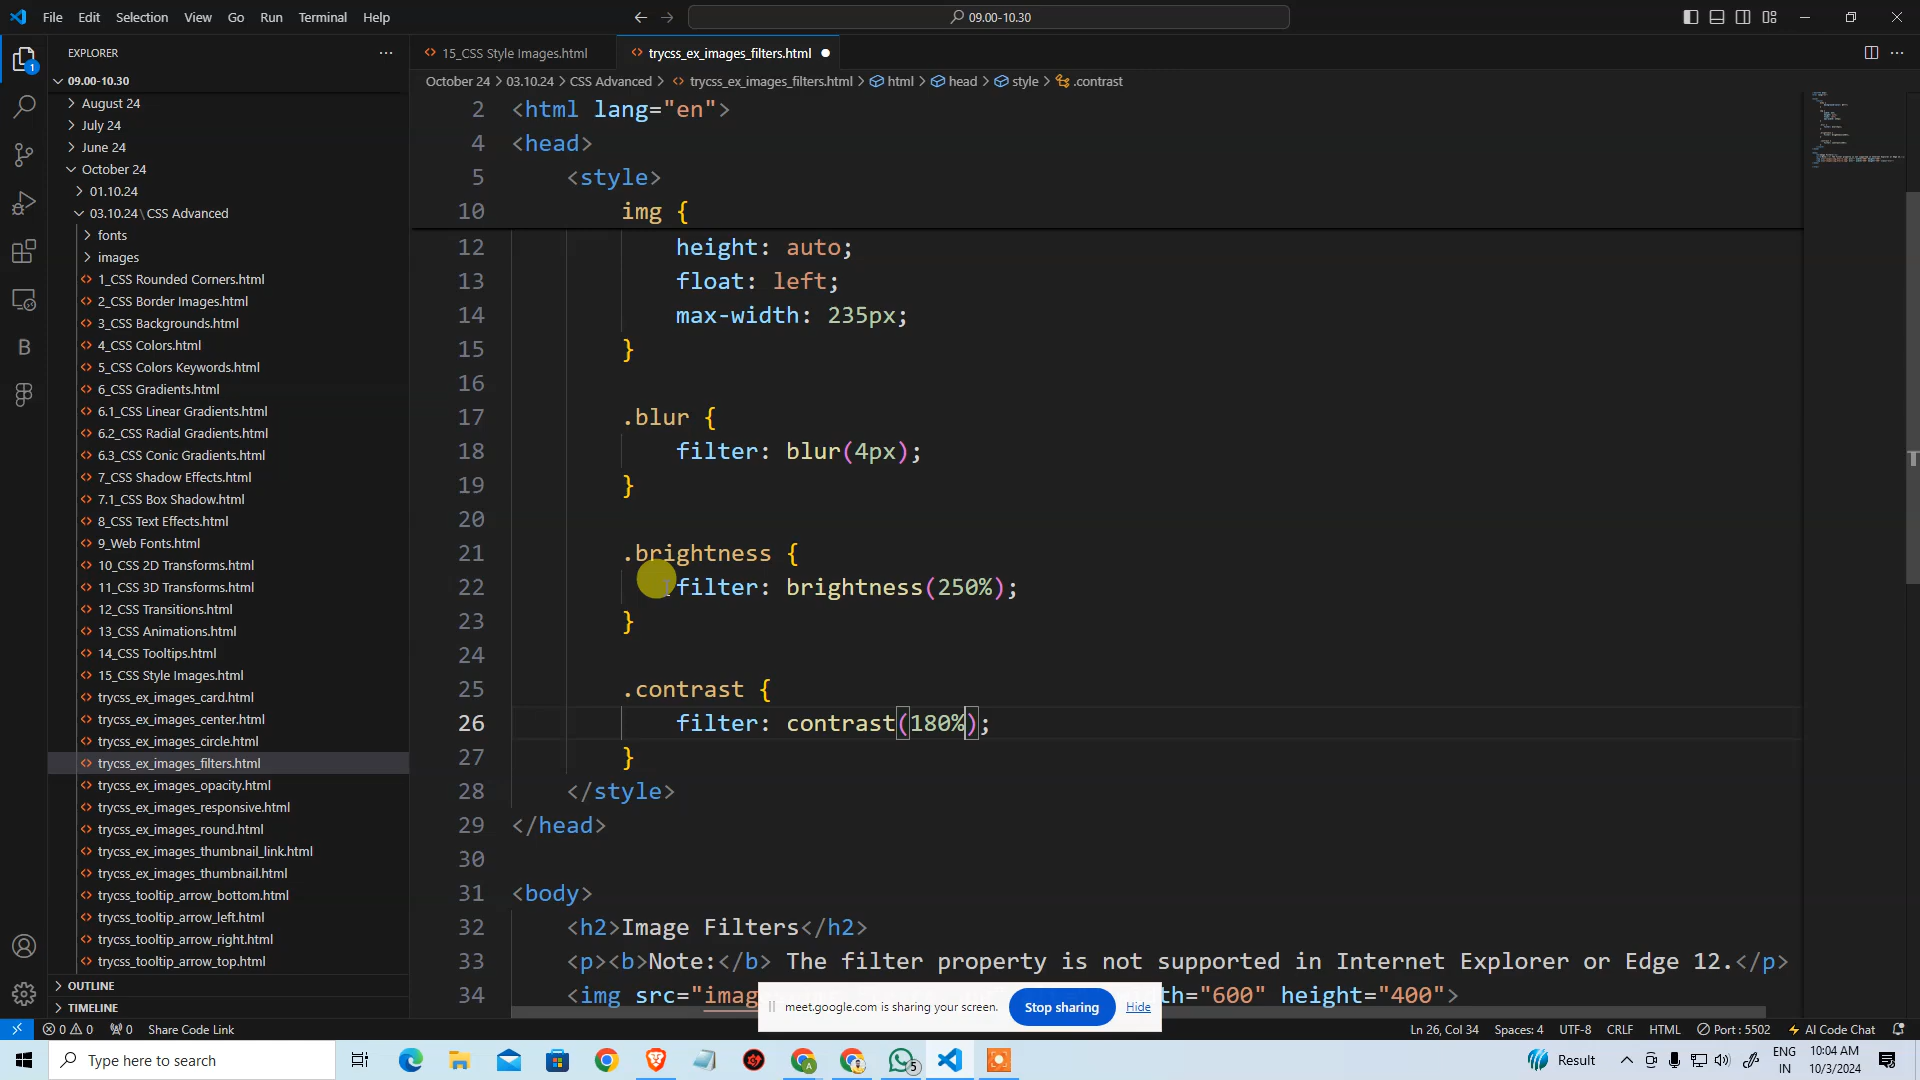 File Edit Selection View Go Run Terminal Help
09.00-10.30
EXPLORER
15_CSS Style Images.html
trycss_ex_images_filters.html
09.00-10.30
October 24 > 03.10.24 > CSS Advanced > trycss_ex_images_filters.html > html > head > style > .contrast
August 24
July 24
June 24
October 24
01.10.24
03.10.24 \ CSS Advanced
fonts
images
1_CSS Rounded Corners.html
2_CSS Border Images.html
3_CSS Backgrounds.html
4_CSS Colors.html
5_CSS Colors Keywords.html
6_CSS Gradients.html
6.1_CSS Linear Gradients.html
6.2_CSS Radial Gradients.html
6.3_CSS Conic Gradients.html
7_CSS Shadow Effects.html
7.1_CSS Box Shadow.html
8_CSS Text Effects.html
9_Web Fonts.html
10_CSS 2D Transforms.html
11_CSS 3D Transforms.html
12_CSS Transitions.html
13_CSS Animations.html
14_CSS Tooltips.html
15_CSS Style Images.html
trycss_ex_images_card.html
trycss_ex_images_center.html
trycss_ex_images_circle.html
trycss_ex_images_filters.html
trycss_ex_images_opacity.html
trycss_ex_images_responsive.html
trycss_ex_images_round.html
trycss_ex_images_thumbnail_link.html
trycss_ex_images_thumbnail.html
trycss_tooltip_arrow_bottom.html
trycss_tooltip_arrow_left.html
trycss_tooltip_arrow_right.html
trycss_tooltip_arrow_top.html
OUTLINE
TIMELINE
2 <html lang="en">
4 <head>
5 <style>
10 img {
12 height: auto;
13 float: left;
14 max-width: 235px;
15 }
16
17 .blur {
18 filter: blur(4px);
19 }
20
21 .brightness {
22 filter: brightness(250%);
23 }
24
25 .contrast {
26 filter: contrast(180%);
27 }
28 </style>
29 </head>
30
31 <body>
32 <h2>Image Filters</h2>
33 <p><b>Note:</b> The filter property is not supported in Internet Explorer or Edge 12.</p>
34 <img src="imag th="600" height="400">
meet.google.com is sharing your screen. Stop sharing Hide
0 0 0 Share Code Link
Ln 26, Col 34 Spaces: 4 UTF-8 CRLF HTML Port : 5502 AI Code Chat
Type here to search
5
1
Result
ENG
IN
10:04 AM
10/3/2024